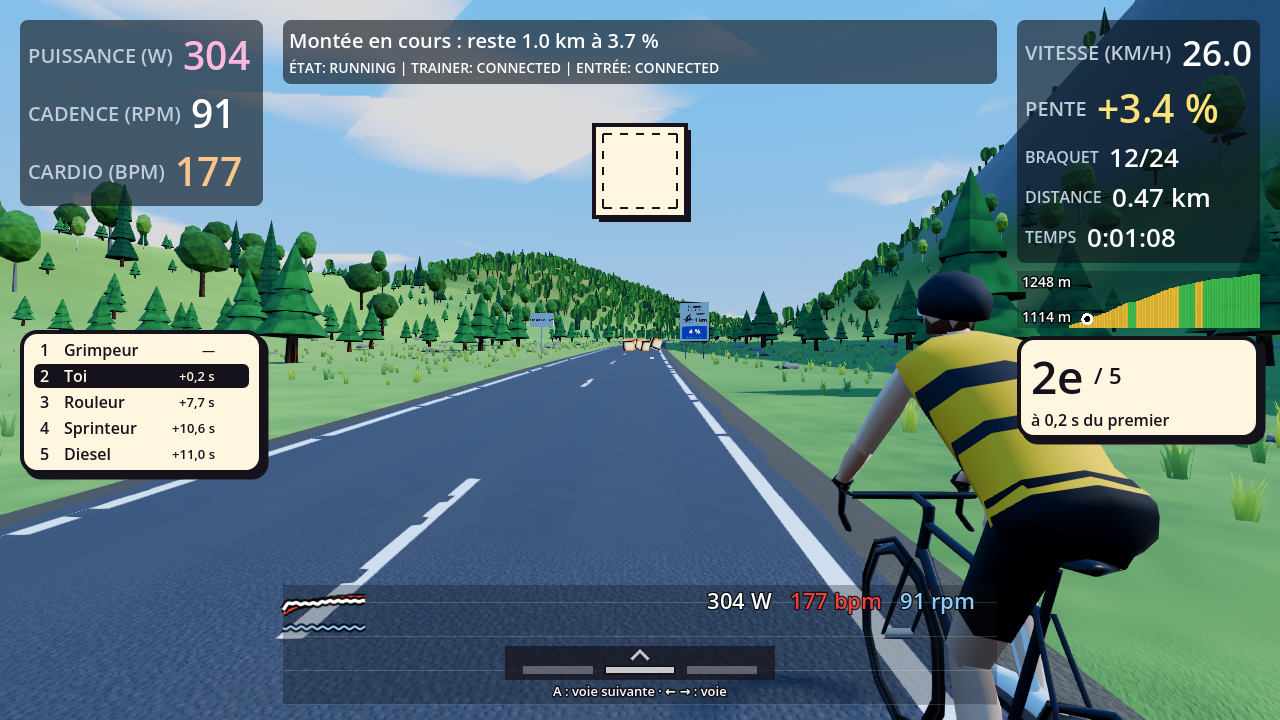 PUISSANCE (W) 304
CADENCE (RPM) 91
CARDIO (BPM) 177
Montée en cours : reste 1.0 km à 3.7 %
ÉTAT: RUNNING | TRAINER: CONNECTED | ENTRÉE: CONNECTED
VITESSE (KM/H) 26.0
PENTE +3.4 %
BRAQUET 12/24
DISTANCE 0.47 km
TEMPS 0:01:08
1248 m
1114 m
4 %
1 Grimpeur —
2 Toi +0,2 s
3 Rouleur +7,7 s
4 Sprinteur +10,6 s
5 Diesel +11,0 s
2e / 5
à 0,2 s du premier
304 W 177 bpm 91 rpm
A : voie suivante · ← → : voie